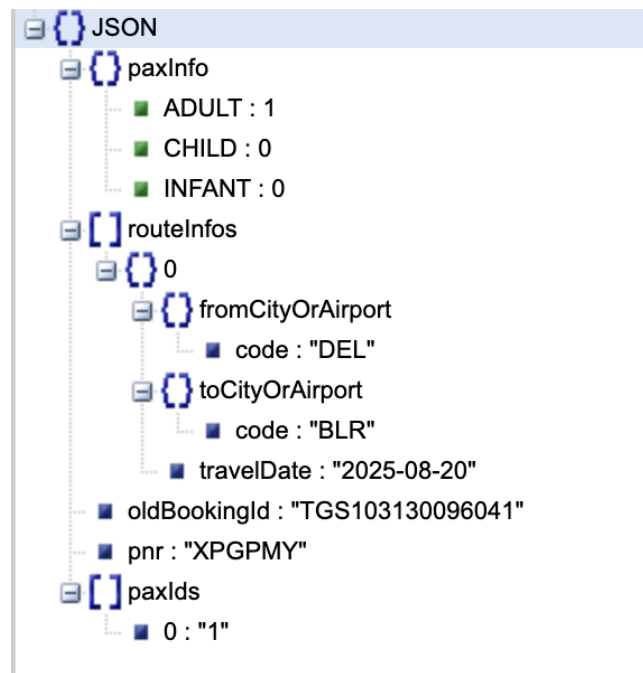 JSON
paxInfo
ADULT : 1
CHILD : 0
INFANT : 0
routeInfos
0
fromCityOrAirport
code : "DEL"
toCityOrAirport
code : "BLR"
travelDate : "2025-08-20"
oldBookingId : "TGS103130096041"
pnr : "XPGPMY"
paxIds
0 : "1"